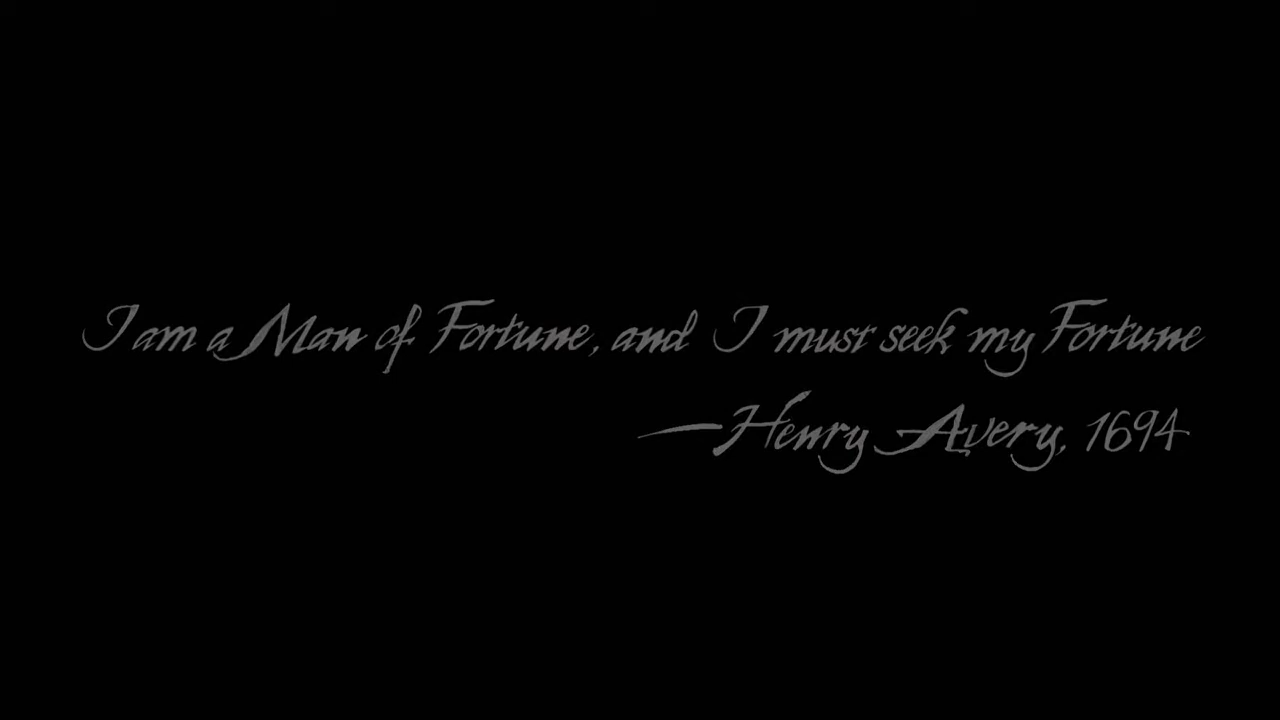 I am a Man of Fortune, and I must seek my Fortune
—Henry Avery, 1694